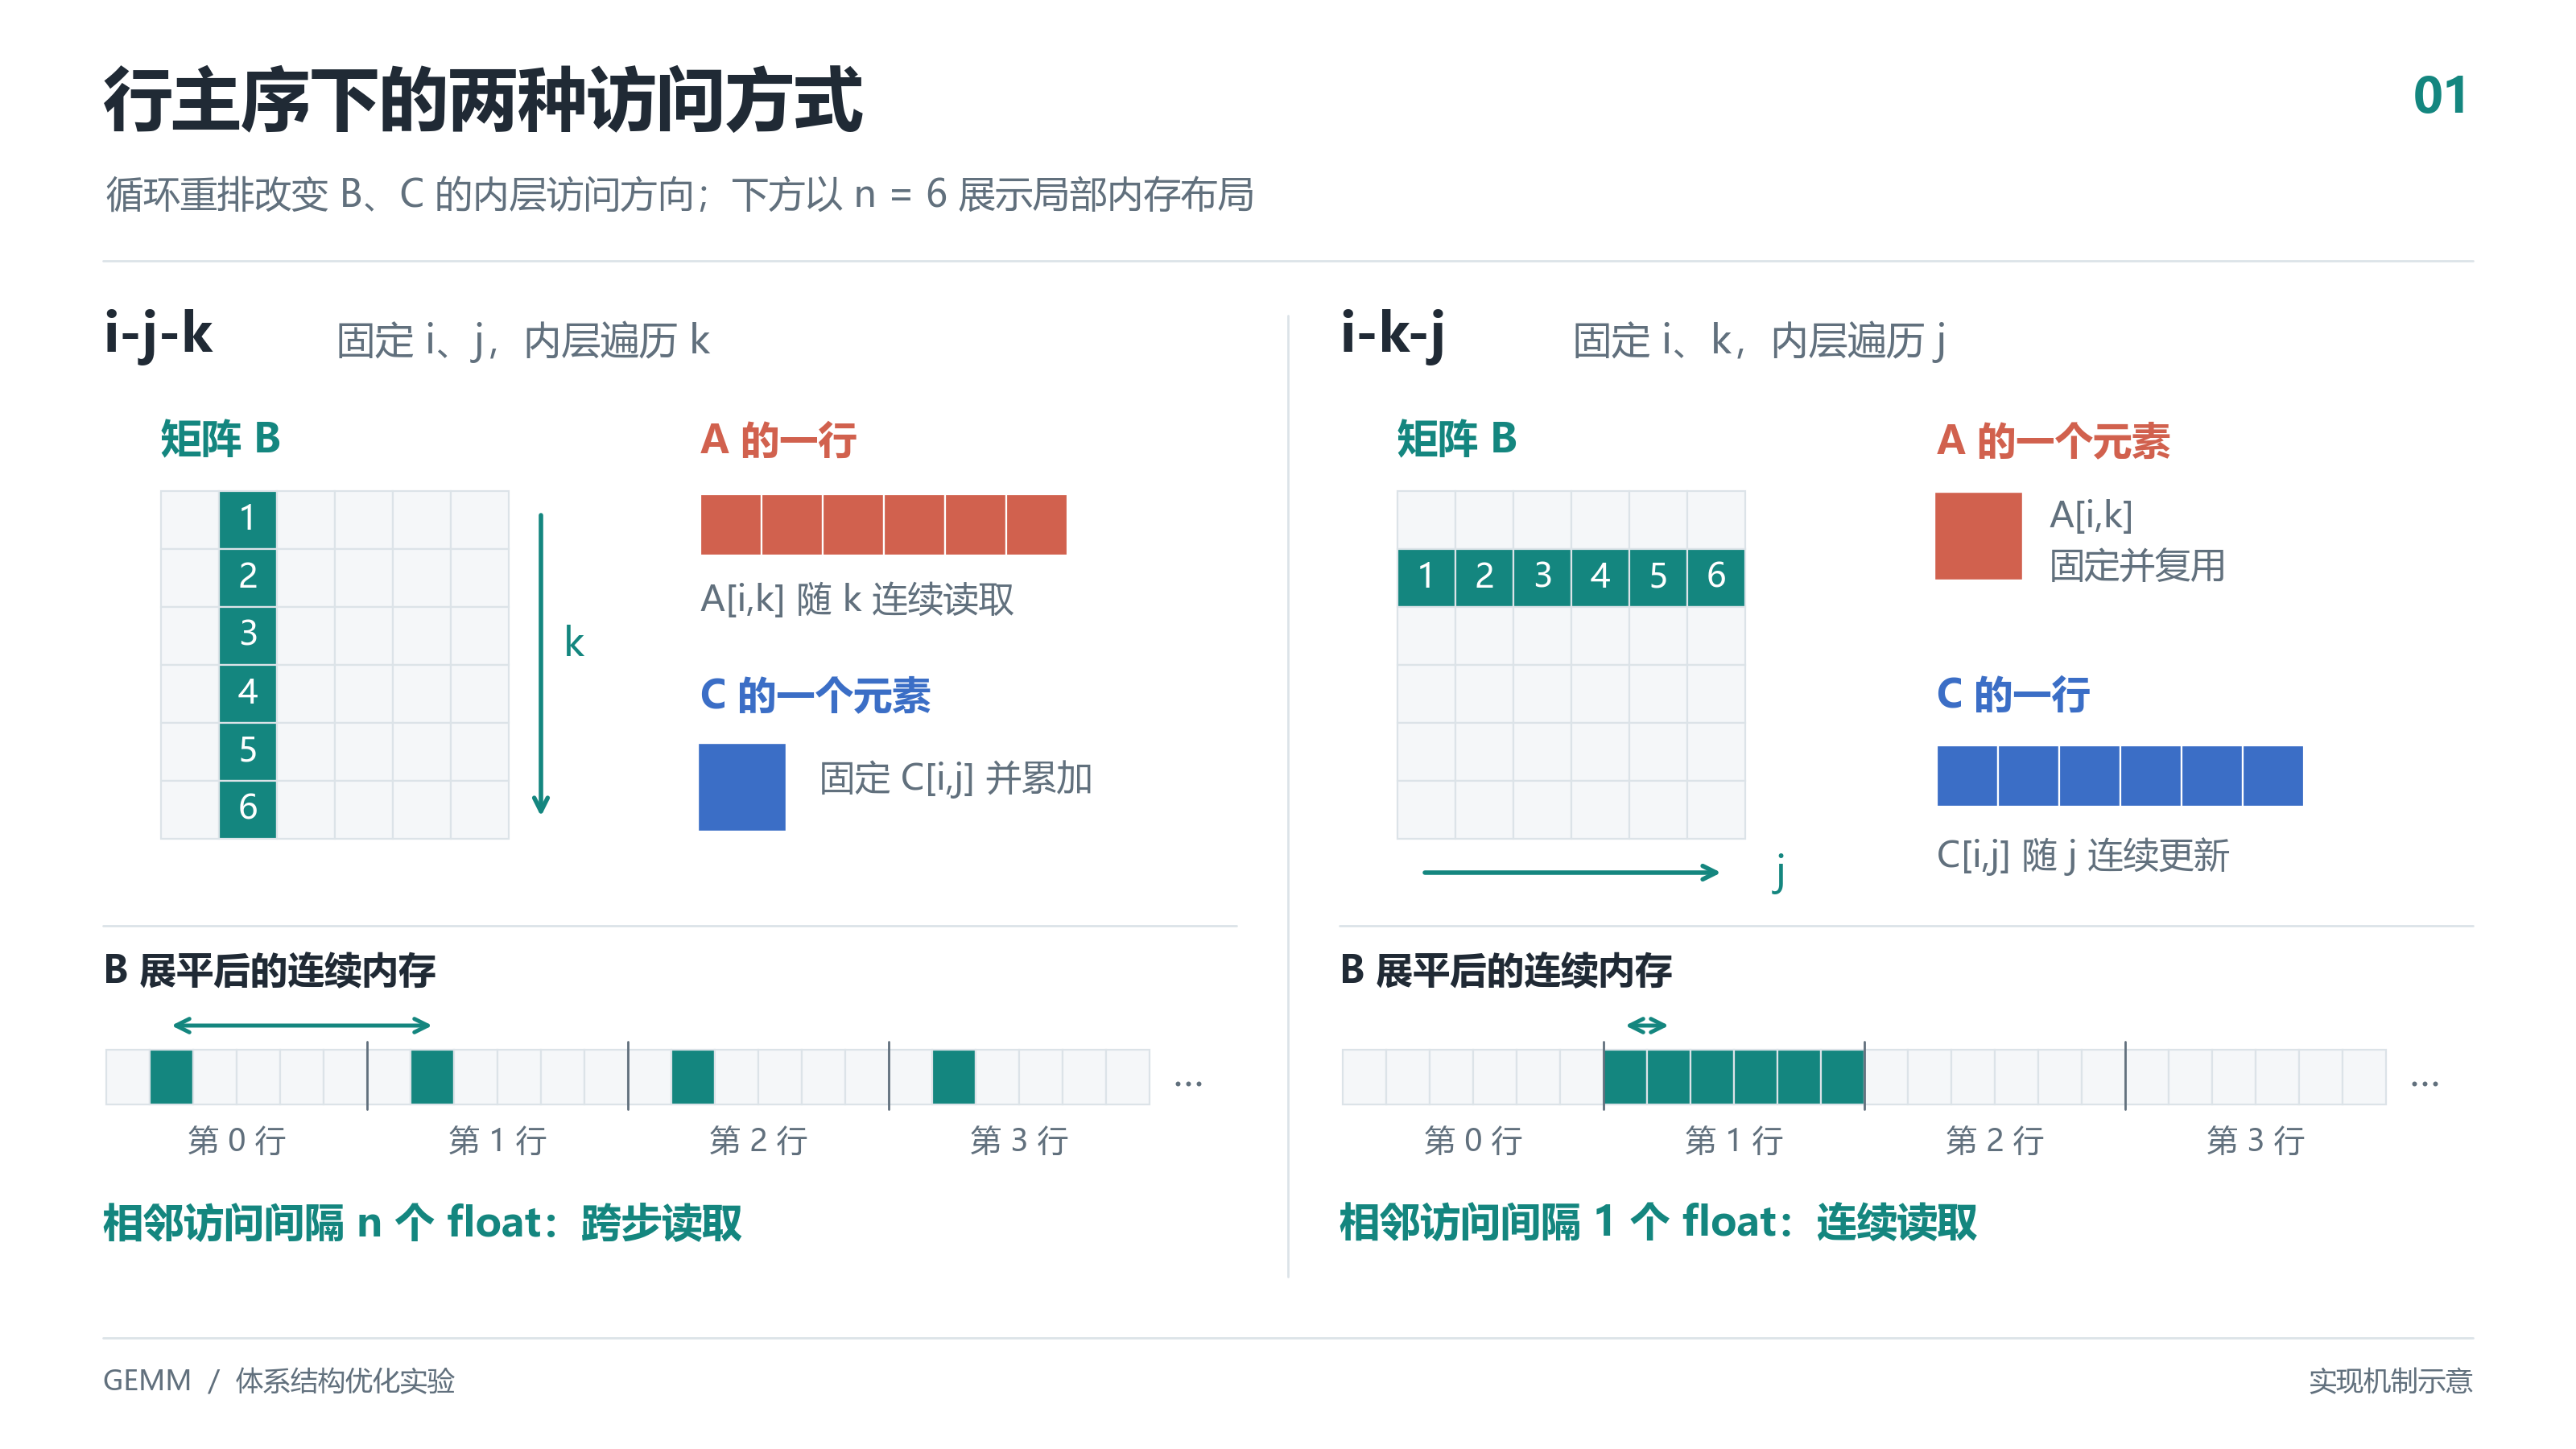 行主序下的两种访问方式
01
循环重排改变 B、C 的内层访问方向；下方以 n = 6 展示局部内存布局
i-j-k
固定 i、j，内层遍历 k
矩阵 B
1
2
3
4
5
6
k
A 的一行
A[i,k] 随 k 连续读取
C 的一个元素
固定 C[i,j] 并累加
B 展平后的连续内存
...
第 0 行
第 1 行
第 2 行
第 3 行
相邻访问间隔 n 个 float：跨步读取
i-k-j
固定 i、k，内层遍历 j
矩阵 B
1 2 3 4 5 6
j
A 的一个元素
A[i,k]
固定并复用
C 的一行
C[i,j] 随 j 连续更新
B 展平后的连续内存
...
第 0 行
第 1 行
第 2 行
第 3 行
相邻访问间隔 1 个 float：连续读取
GEMM / 体系结构优化实验
实现机制示意